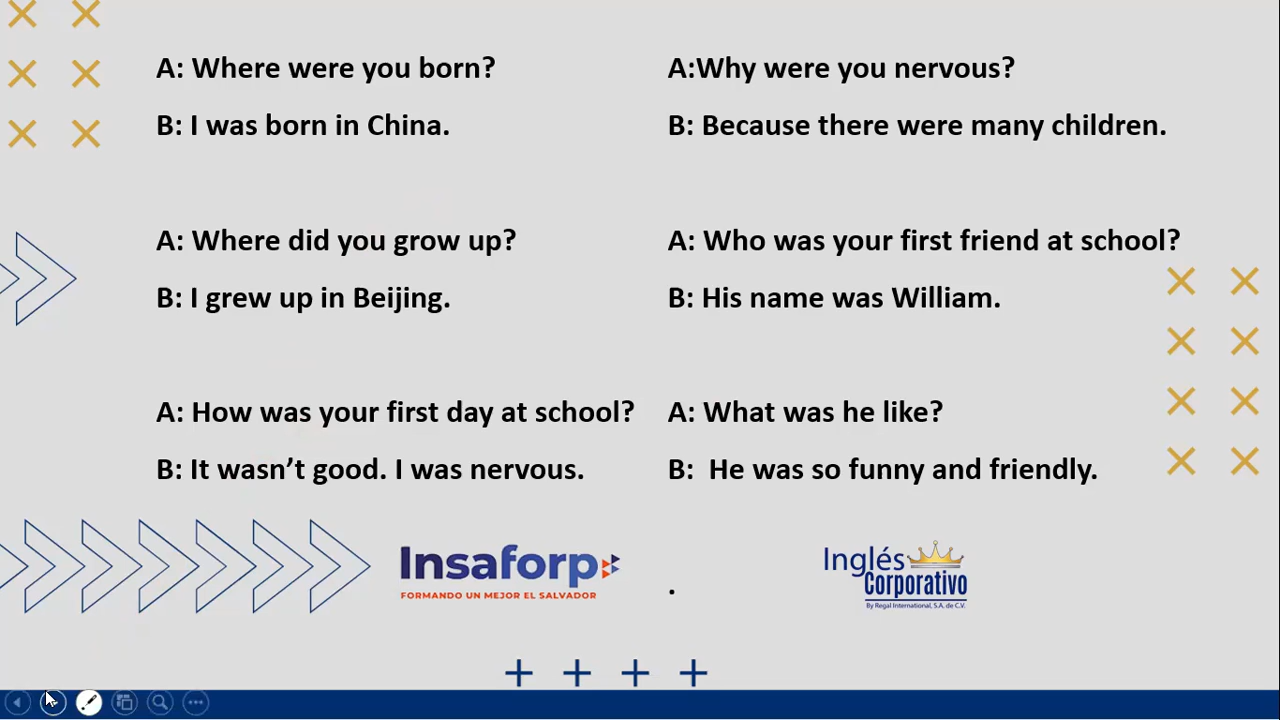 A: Where were you born?
B: I was born in China.
A: Where did you grow up?
B: I grew up in Beijing.
A: How was your first day at school?
B: It wasn’t good. I was nervous.
A:Why were you nervous?
B: Because there were many children.
A: Who was your first friend at school?
B: His name was William.
A: What was he like?
B:  He was so funny and friendly.
.
Insaforp
FORMANDO UN MEJOR EL SALVADOR
Inglés
Corporativo
By Regal International, S.A. de C.V.